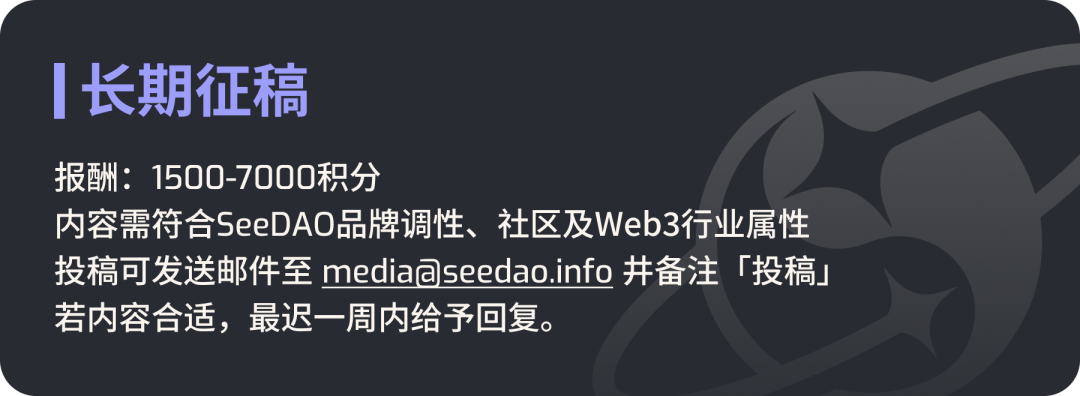 长期征稿
报酬：1500-7000积分
内容需符合SeeDAO品牌调性、社区及Web3行业属性
投稿可发送邮件至 media@seedao.info 井备注「投稿」
若内容合适，最迟一周内给予回复。